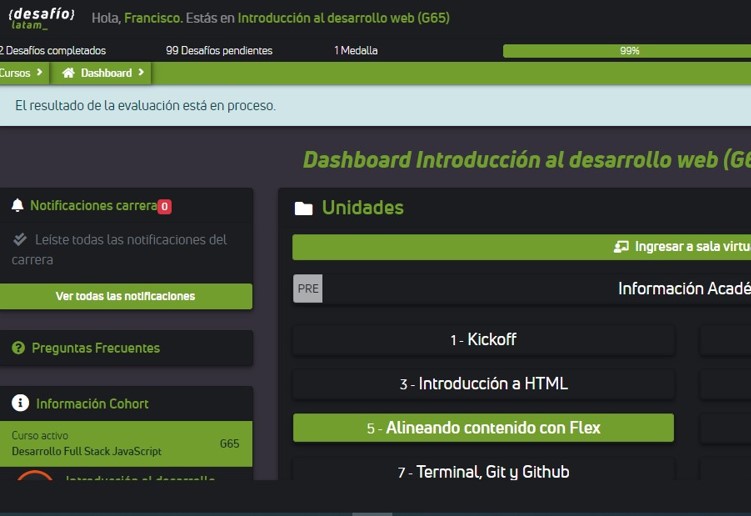 {desafío}
latam_
Hola, Francisco. Estás en Introducción al desarrollo web (G65)
2 Desafíos completados
99 Desafíos pendientes
1 Medalla
99%
Cursos
Dashboard
El resultado de la evaluación está en proceso.
Dashboard Introducción al desarrollo web (G6
Notificaciones carrera 0
Leíste todas las notificaciones del
carrera
Ver todas las notificaciones
Preguntas Frecuentes
Información Cohort
Curso activo
Desarrollo Full Stack JavaScript
G65
Introducción al desarrollo
Unidades
Ingresar a sala virtu
PRE
Información Acadé
1 - Kickoff
3 - Introducción a HTML
5 - Alineando contenido con Flex
7 - Terminal, Git y Github